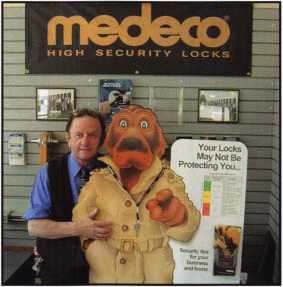 medeco
HIGH SECURITY LOCKS
Your Locks
May Not Be
Protecting You...
Security tips
for your
business
and home